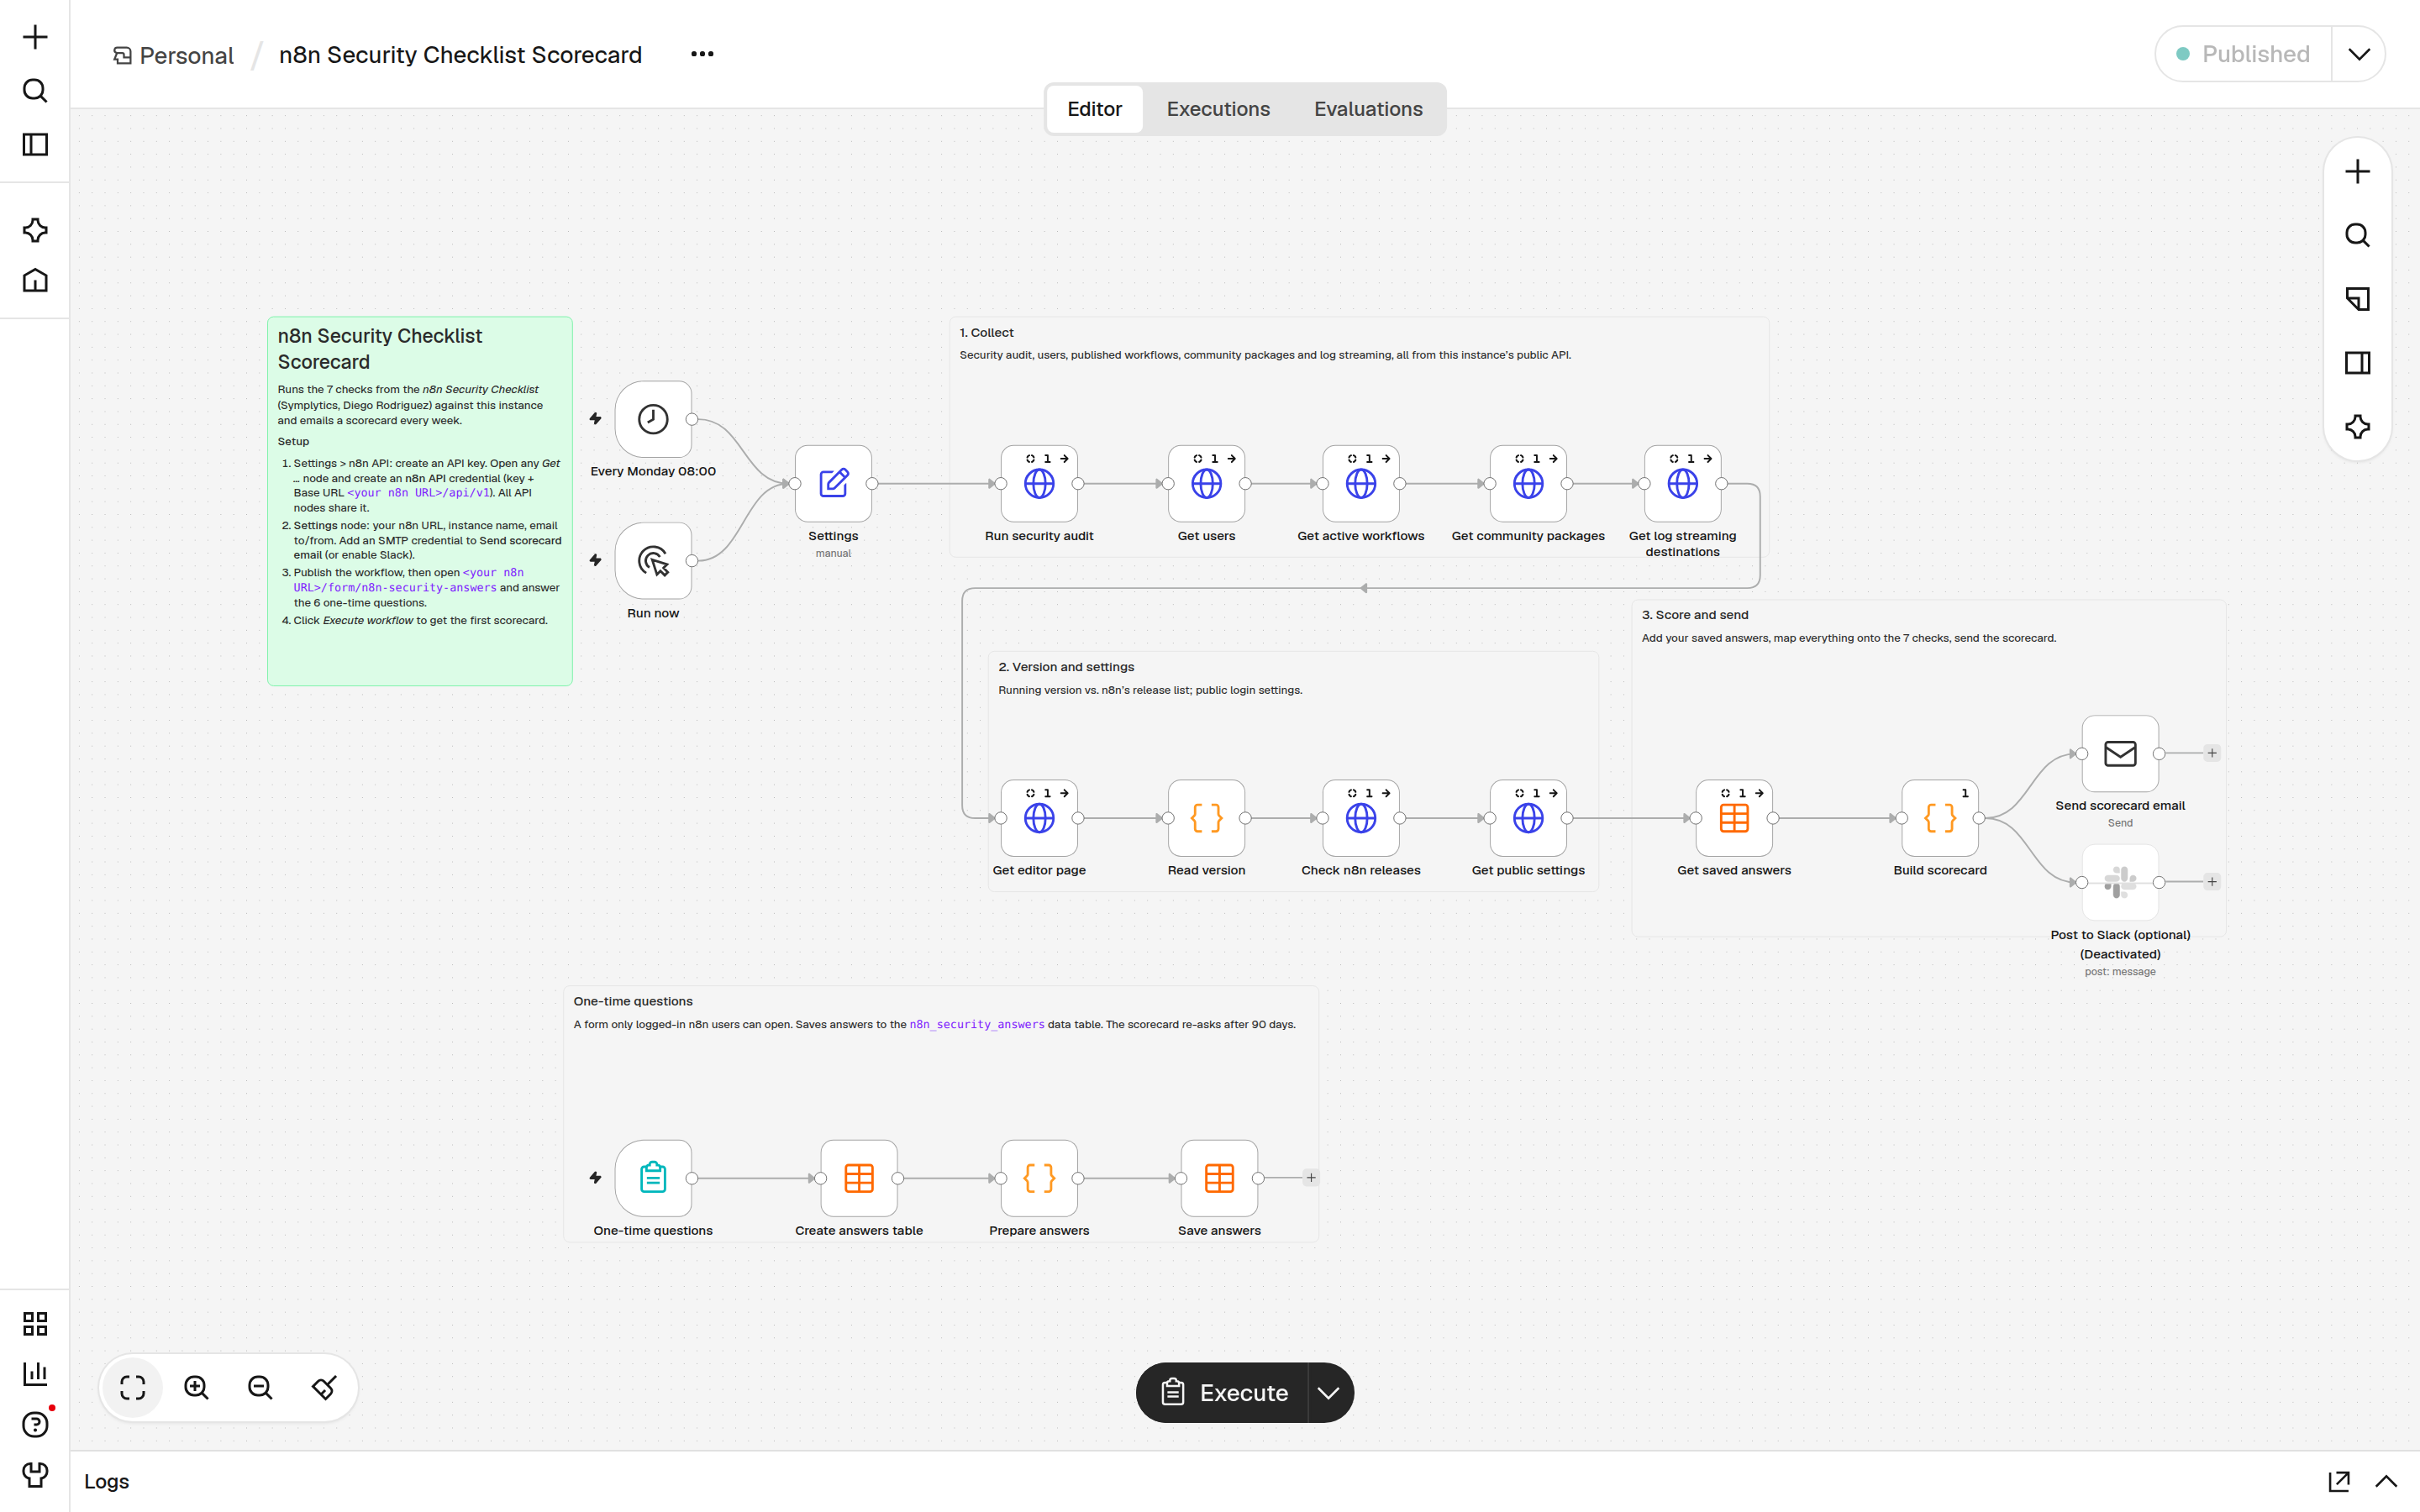 Personal / n8n Security Checklist Scorecard
Published
Editor Executions Evaluations
n8n Security Checklist
Scorecard
Runs the 7 checks from the n8n Security Checklist
(Symplytics, Diego Rodriguez) against this instance
and emails a scorecard every week.
Setup
1. Settings > n8n API: create an API key. Open any Get
... node and create an n8n API credential (key +
Base URL <your n8n URL>/api/v1). All API
nodes share it.
2. Settings node: your n8n URL, instance name, email
to/from. Add an SMTP credential to Send scorecard
email (or enable Slack).
3. Publish the workflow, then open <your n8n
URL>/form/n8n-security-answers and answer
the 6 one-time questions.
4. Click Execute workflow to get the first scorecard.
Every Monday 08:00
Run now
Settings
manual
1. Collect
Security audit, users, published workflows, community packages and log streaming, all from this instance's public API.
1
1
1
1
1
Run security audit
Get users
Get active workflows
Get community packages
Get log streaming
destinations
2. Version and settings
Running version vs. n8n's release list; public login settings.
1
1
1
Get editor page
Read version
Check n8n releases
Get public settings
3. Score and send
Add your saved answers, map everything onto the 7 checks, send the scorecard.
1
1
Get saved answers
Build scorecard
Send scorecard email
Send
Post to Slack (optional)
(Deactivated)
post: message
One-time questions
A form only logged-in n8n users can open. Saves answers to the n8n_security_answers data table. The scorecard re-asks after 90 days.
One-time questions
Create answers table
Prepare answers
Save answers
Execute
Logs